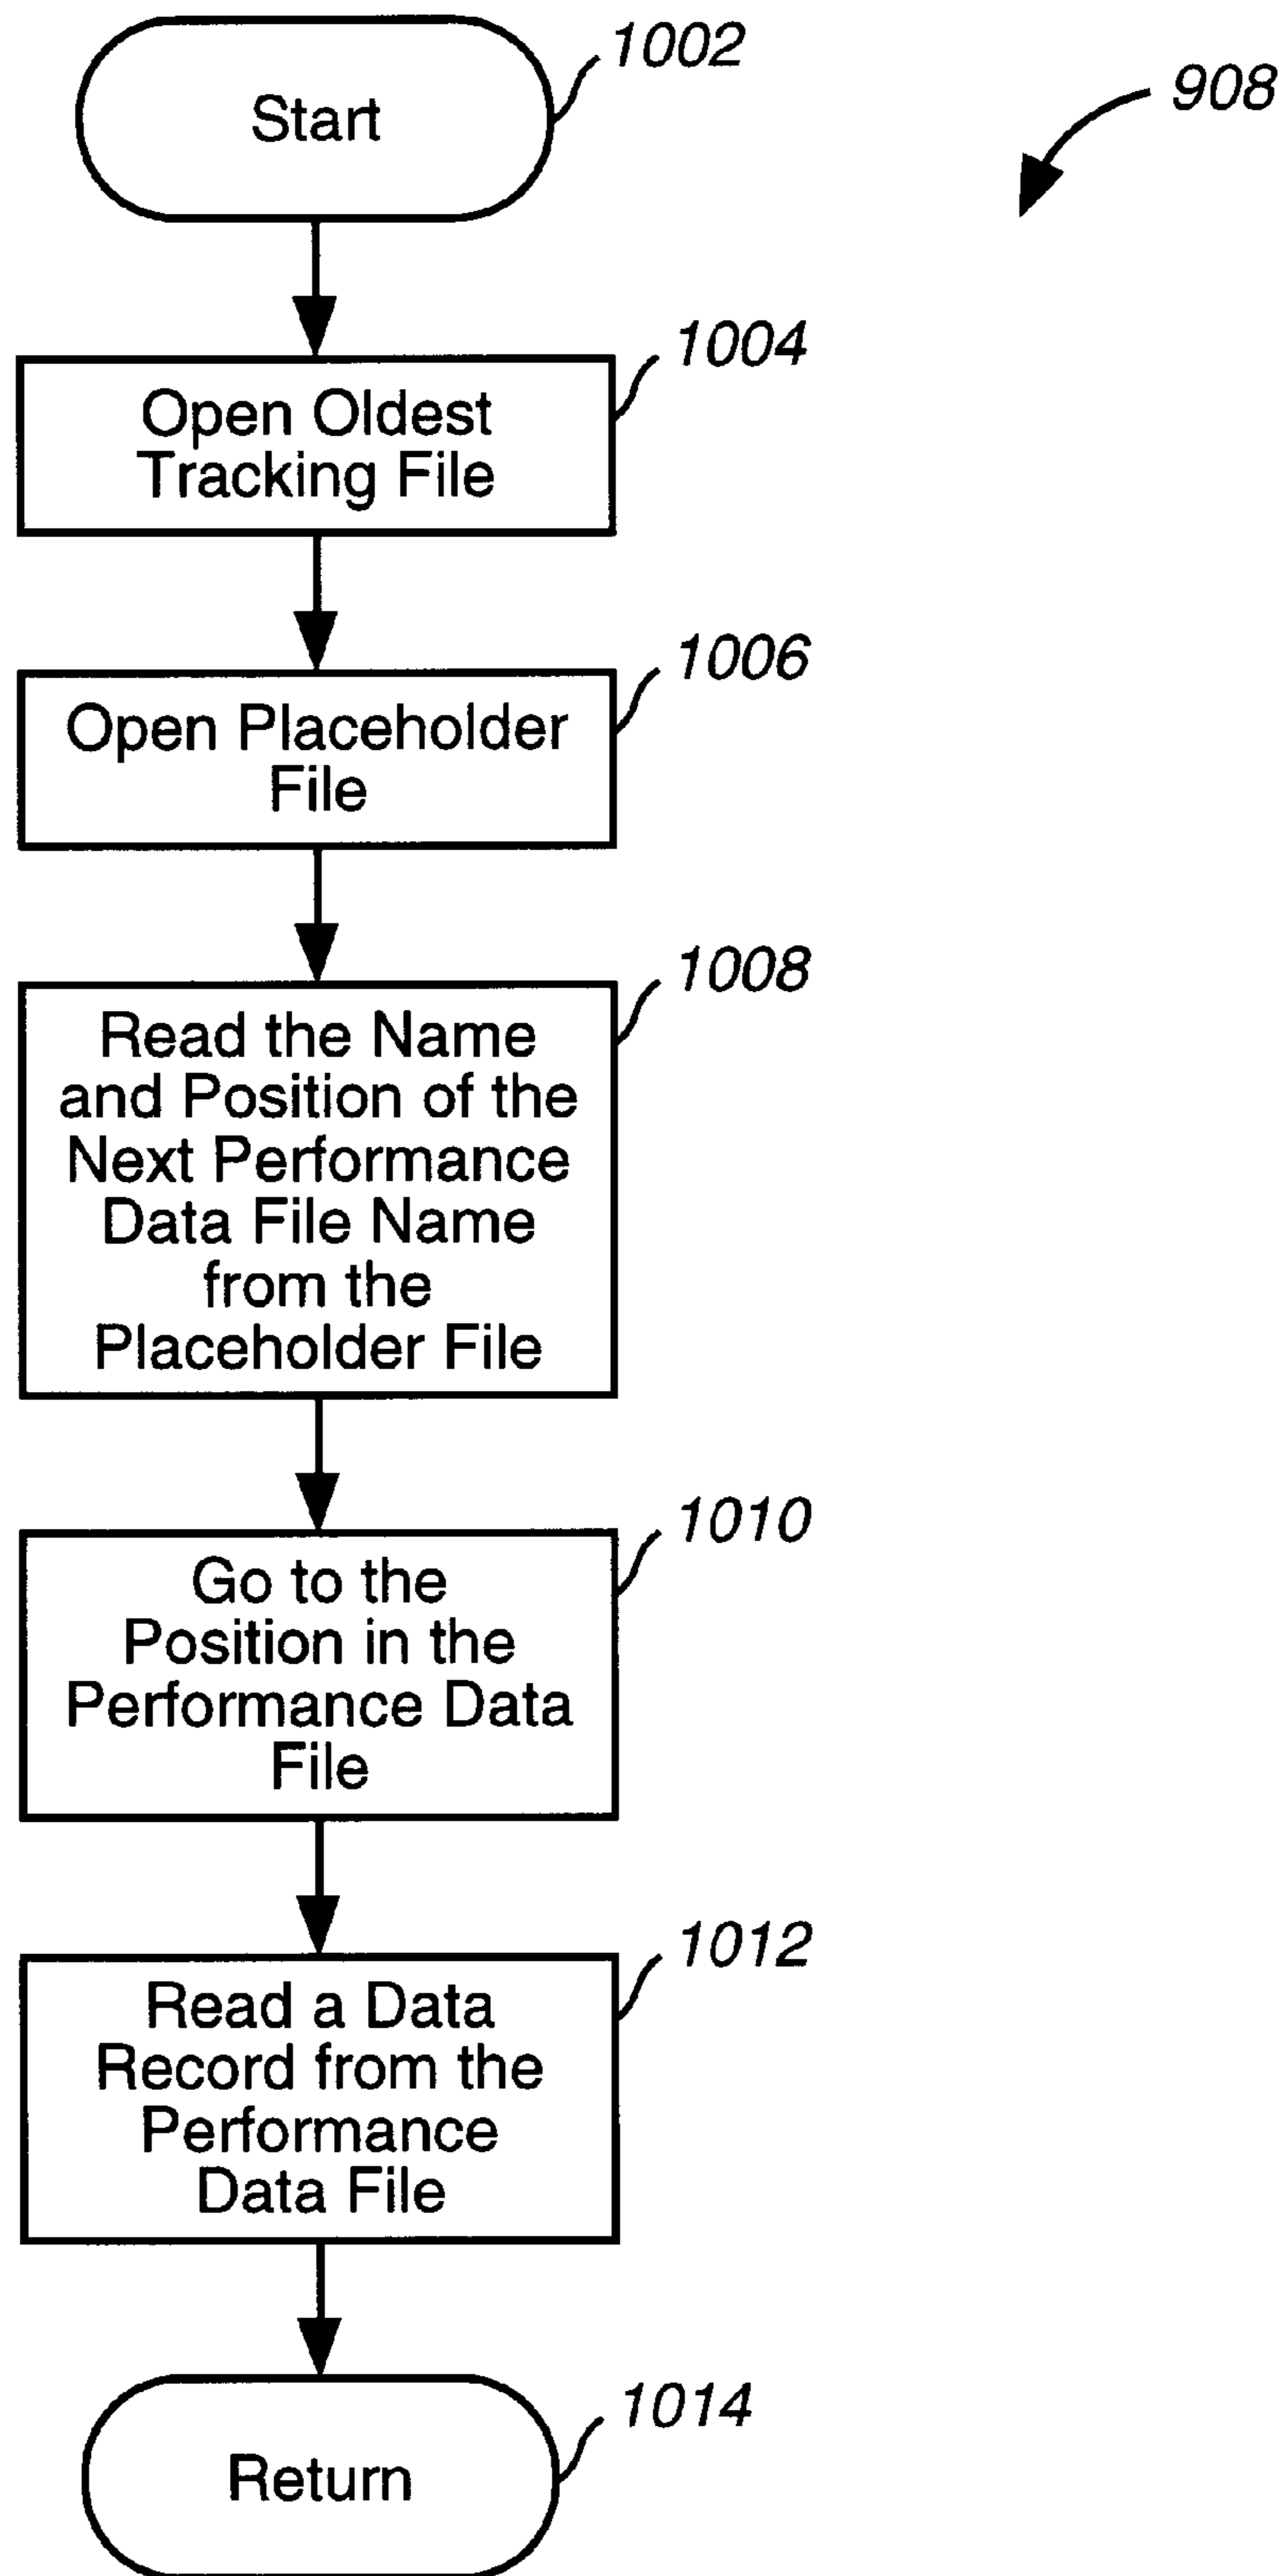 Start
1002
908
Open Oldest
Tracking File
1004
Open Placeholder
File
1006
Read the Name
and Position of the
Next Performance
Data File Name
from the
Placeholder File
1008
Go to the
Position in the
Performance Data
File
1010
Read a Data
Record from the
Performance
Data File
1012
Return
1014